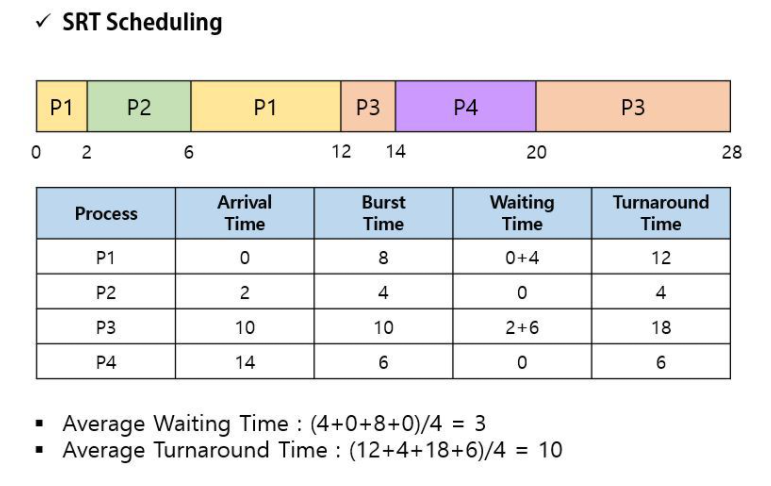 ✓ SRT Scheduling
P1 P2 P1 P3 P4 P3
0 2 6 12 14 20 28
Process Arrival Time Burst Time Waiting Time Turnaround Time
P1 0 8 0+4 12
P2 2 4 0 4
P3 10 10 2+6 18
P4 14 6 0 6
▪ Average Waiting Time : (4+0+8+0)/4 = 3
▪ Average Turnaround Time : (12+4+18+6)/4 = 10